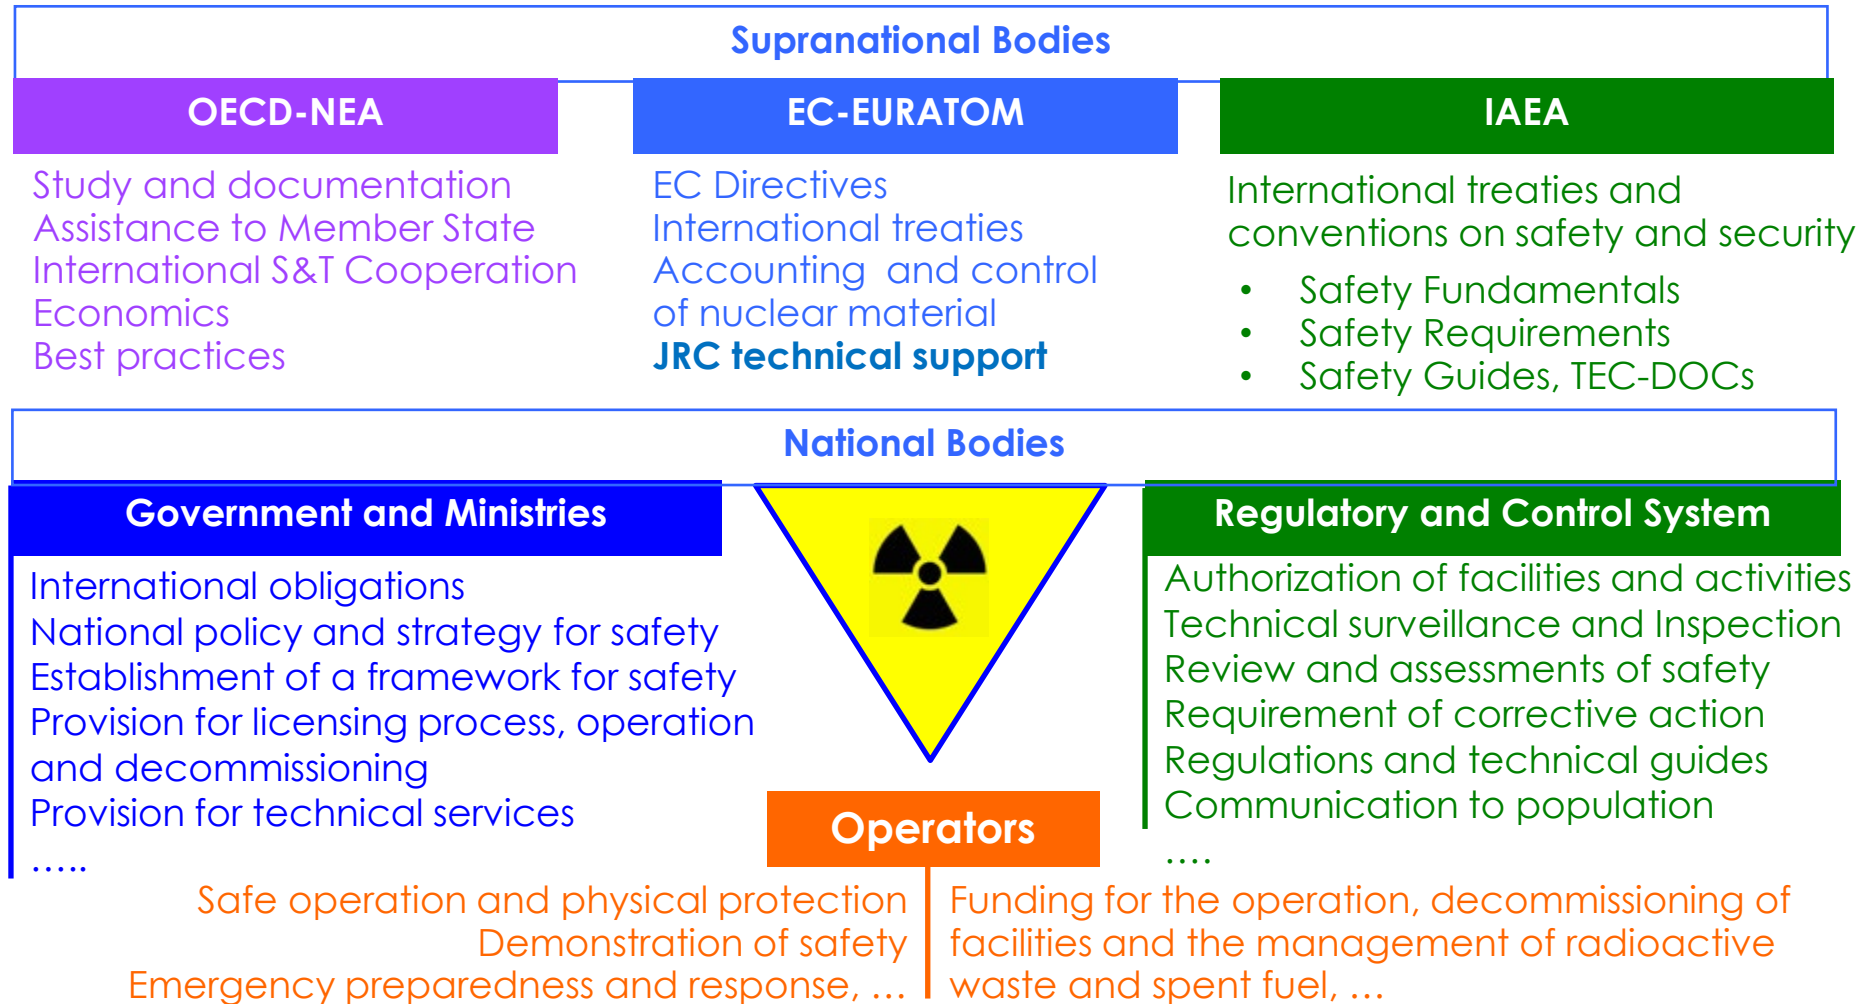 Supranational Bodies
OECD-NEA
Study and documentation
Assistance to Member State
International S&T Cooperation
Economics
Best practices
EC-EURATOM
EC Directives
International treaties
Accounting  and control
of nuclear material
JRC technical support
IAEA
International treaties and
conventions on safety and security
• Safety Fundamentals
• Safety Requirements
• Safety Guides, TEC-DOCs
National Bodies
Government and Ministries
International obligations
National policy and strategy for safety
Establishment of a framework for safety
Provision for licensing process, operation
and decommissioning
Provision for technical services
…..
Regulatory and Control System
Authorization of facilities and activities
Technical surveillance and Inspection
Review and assessments of safety
Requirement of corrective action
Regulations and technical guides
Communication to population
….
Operators
Safe operation and physical protection
Demonstration of safety
Emergency preparedness and response, …
Funding for the operation, decommissioning of
facilities and the management of radioactive
waste and spent fuel, …